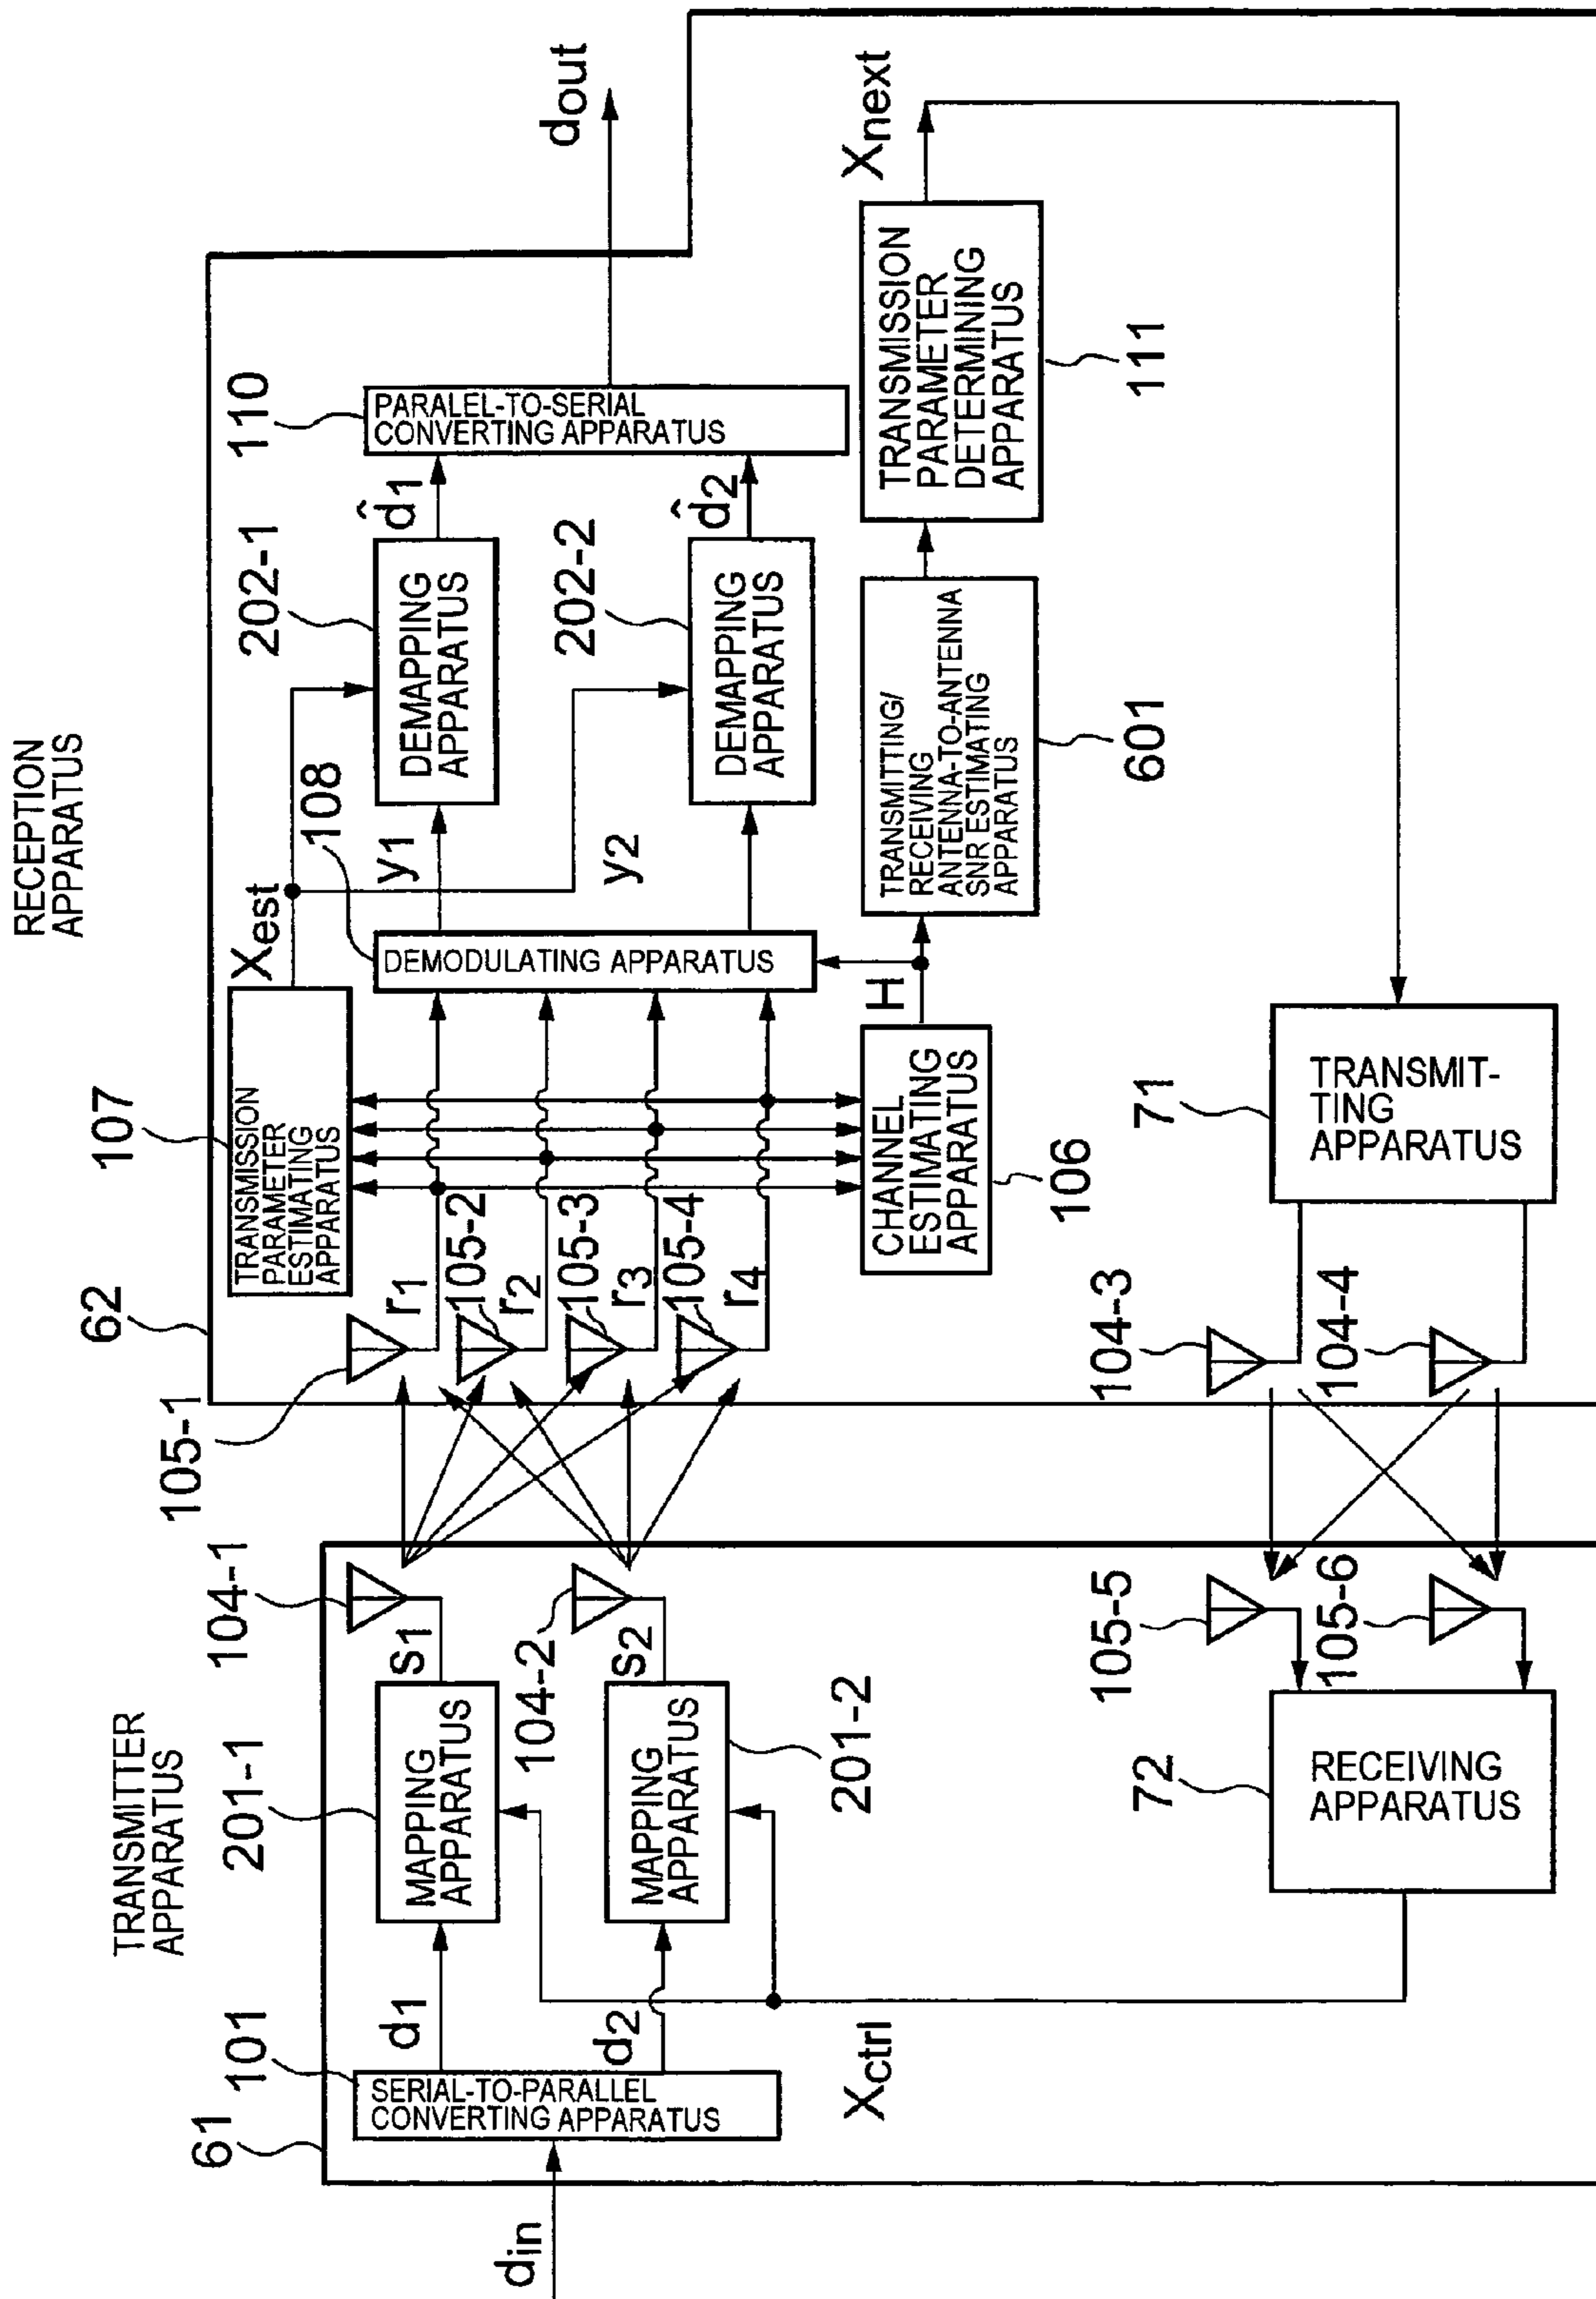 TRANSMITTER
APPARATUS
61
101
201-1
104-1
din
SERIAL-TO-PARALLEL
CONVERTING APPARATUS
d1
MAPPING
APPARATUS
s1
104-2
d2
MAPPING
APPARATUS
s2
201-2
Xctrl
72
RECEIVING
APPARATUS
105-5
105-6
RECEPTION
APPARATUS
62
105-1
107
TRANSMISSION
PARAMETER
ESTIMATING
APPARATUS
Xest
108
202-1
110
r1
105-2
r2
105-3
r3
105-4
r4
DEMODULATING APPARATUS
y1
DEMAPPING
APPARATUS
d̂1
y2
202-2
DEMAPPING
APPARATUS
d̂2
PARALEL-TO-SERIAL
CONVERTING APPARATUS
dout
CHANNEL
ESTIMATING
APPARATUS
106
H
TRANSMITTING/
RECEIVING
ANTENNA-TO-ANTENNA
SNR ESTIMATING
APPARATUS
601
TRANSMISSION
PARAMETER
DETERMINING
APPARATUS
111
Xnext
104-3
104-4
71
TRANSMIT-
TING
APPARATUS